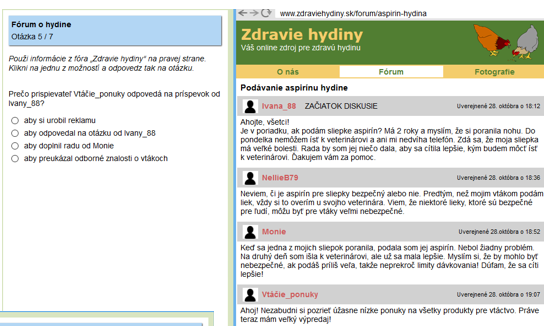 Fórum o hydine
Otázka 5 / 7
Použi informácie z fóra „Zdravie hydiny“ na pravej strane.
Klikni na jednu z možností a odpovedz tak na otázku.
Prečo prispievateľ Vtáčie_ponuky odpovedá na príspevok od
Ivany_88?
aby si urobil reklamu
aby odpovedal na otázku od Ivany_88
aby doplnil radu od Monie
aby preukázal odborné znalosti o vtákoch
www.zdraviehydiny.sk/forum/aspirin-hydina
Zdravie hydiny
Váš online zdroj pre zdravú hydinu
O nás Fórum Fotografie
Podávanie aspirínu hydine
Ivana_88 ZAČIATOK DISKUSIE Uverejnené 28. októbra o 18:12
Ahojte, všetci!
Je v poriadku, ak podám sliepke aspirín? Má 2 roky a myslím, že si poranila nohu. Do
pondelka nemôžem ísť k veterinárovi a ani mi nedvíha telefón. Zdá sa, že moja sliepka
má veľké bolesti. Rada by som jej niečo dala, aby sa cítila lepšie, kým budem môcť ísť
k veterinárovi. Ďakujem vám za pomoc.
NellieB79 Uverejnené 28. októbra o 18:36
Neviem, či je aspirín pre sliepky bezpečný alebo nie. Predtým, než mojim vtákom podám
liek, vždy si to overím u svojho veterinára. Viem, že niektoré lieky, ktoré sú bezpečné
pre ľudí, môžu byť pre vtáky veľmi nebezpečné.
Monie Uverejnené 28. októbra o 18:52
Keď sa jedna z mojich sliepok poranila, podala som jej aspirín. Nebol žiadny problém.
Na druhý deň som išla k veterinárovi, ale už sa mala lepšie. Myslím si, že by mohlo byť
nebezpečné, ak podáš príliš veľa, takže neprekroč limity dávkovania! Dúfam, že sa cíti
lepšie!
Vtáčie_ponuky Uverejnené 28. októbra o 19:07
Ahoj! Nezabudni si pozrieť úžasne nízke ponuky na všetky produkty pre vtáctvo. Práve
teraz mám veľký výpredaj!